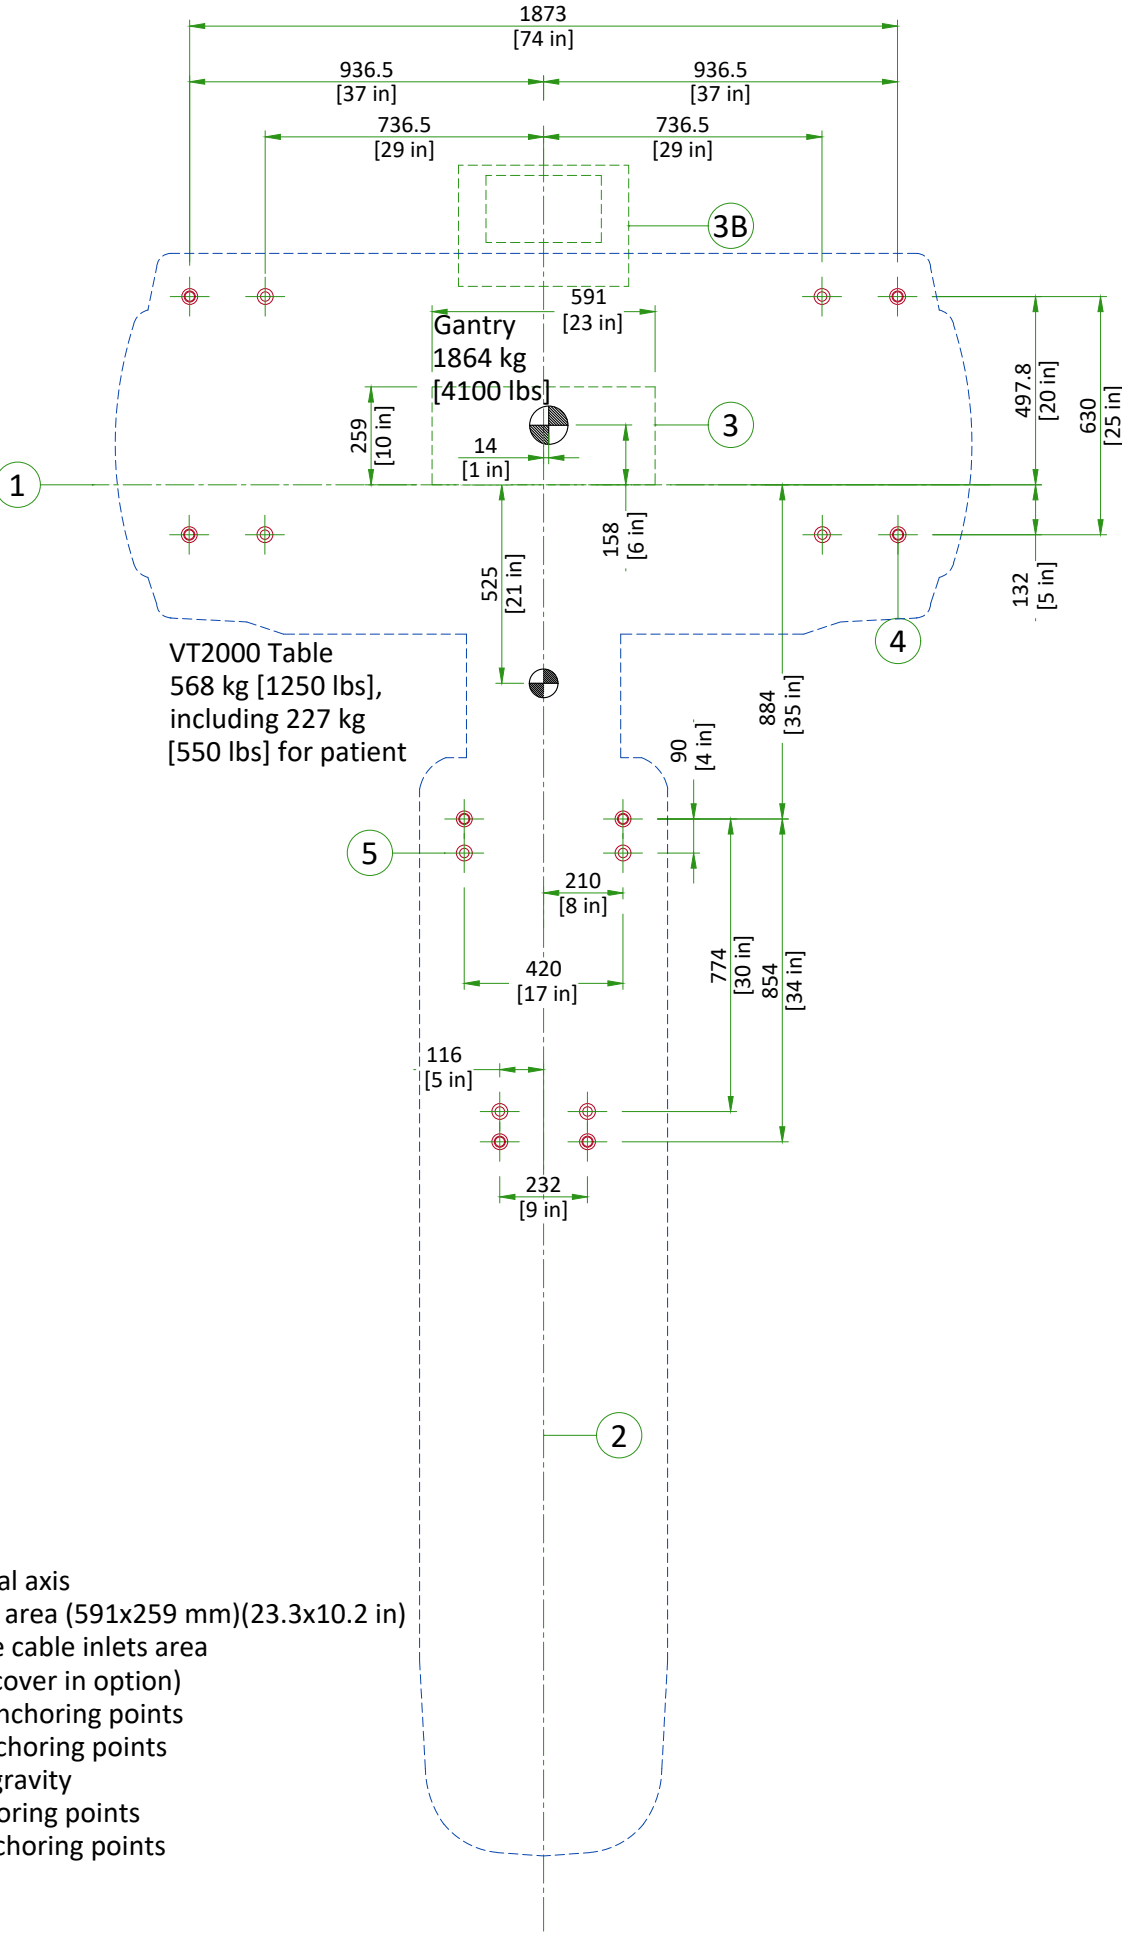 1873
[74 in]
936.5
[37 in]
936.5
[37 in]
736.5
[29 in]
736.5
[29 in]
3B
591
[23 in]
Gantry
1864 kg
[4100 lbs]
3
259
[10 in]
14
[1 in]
158
[6 in]
497.8
[20 in]
630
[25 in]
1
525
[21 in]
132
[5 in]
4
VT2000 Table
568 kg [1250 lbs],
including 227 kg
[550 lbs] for patient
884
[35 in]
90
[4 in]
5
210
[8 in]
420
[17 in]
774
[30 in]
854
[34 in]
116
[5 in]
232
[9 in]
2
al axis
area (591x259 mm)(23.3x10.2 in)
e cable inlets area
cover in option)
nchoring points
choring points
gravity
oring points
choring points